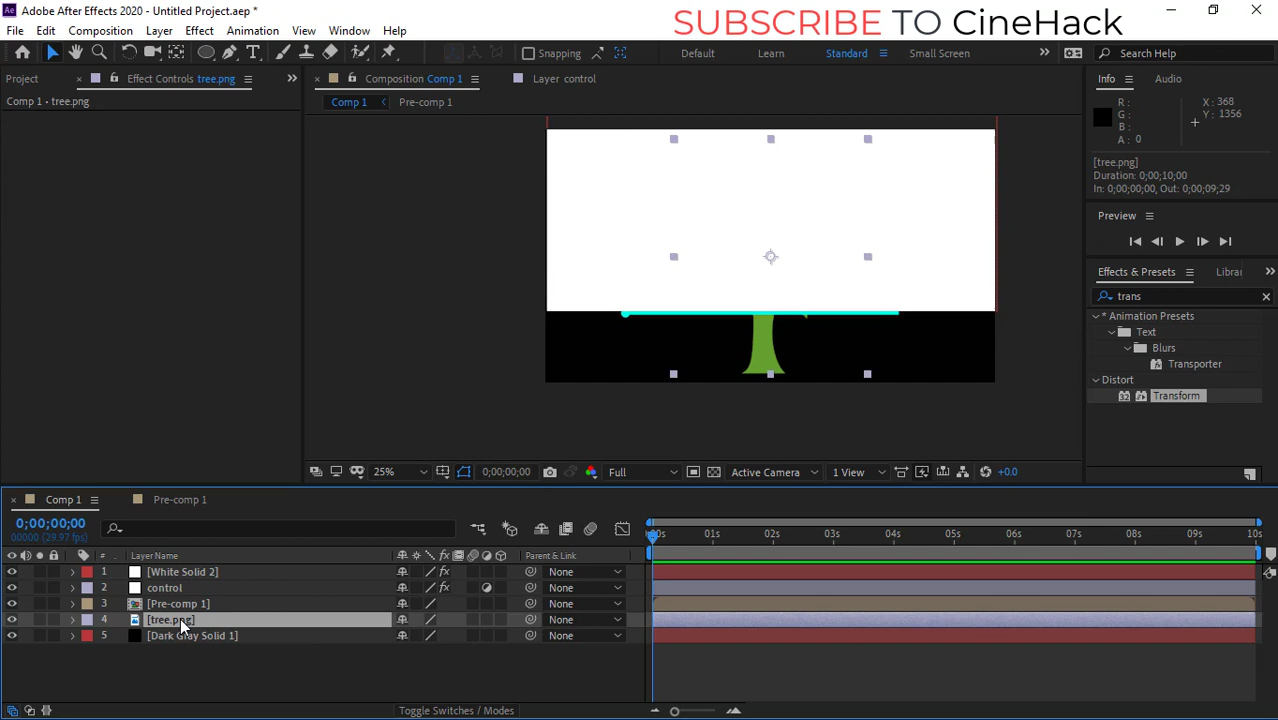 Adobe After Effects 2020 - Untitled Project.aep *
SUBSCRIBE TO CineHack
File Edit Composition Layer Effect Animation View Window Help
Snapping Default Learn Standard Small Screen Search Help
Project Effect Controls tree.png Composition Comp 1 Layer control Info Audio
Comp 1 • tree.png
Comp 1 Pre-comp 1
R : X : 368
G : Y : 1356
B :
A : 0
[tree.png]
Duration: 0;00;10;00
In: 0;00;00;00, Out: 0;00;09;29
Preview
Effects & Presets Librai
trans
* Animation Presets
Text
Blurs
Transporter
Distort
32 Transform
25% 0;00;00;00 Full Active Camera 1 View +0.0
Comp 1 Pre-comp 1
0;00;00;00
00000 (29.97 fps)
:00s 01s 02s 03s 04s 05s 06s 07s 08s 09s 10s
# Layer Name fx Parent & Link
1 [White Solid 2] fx None
2 control fx None
3 [Pre-comp 1] None
4 [tree.png] None
5 [Dark Gray Solid 1] None
Toggle Switches / Modes